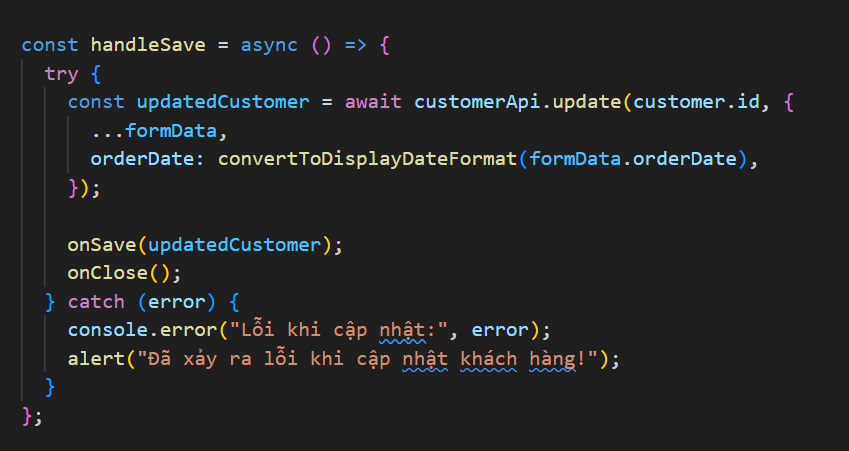 const handleSave = async () => {
try {
const updatedCustomer = await customerApi.update(customer.id, {
...formData,
orderDate: convertToDisplayDateFormat(formData.orderDate),
});
onSave(updatedCustomer);
onClose();
} catch (error) {
console.error("Lỗi khi cập nhật:", error);
alert("Đã xảy ra lỗi khi cập nhật khách hàng!");
}
};